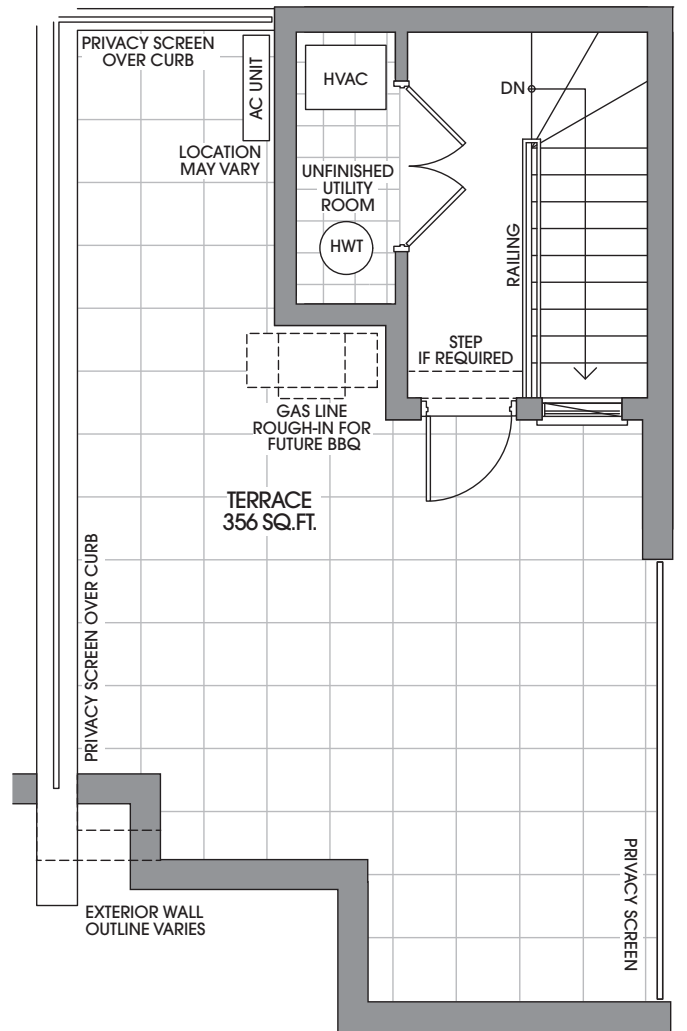 PRIVACY SCREEN
OVER CURB
AC UNIT
LOCATION
MAY VARY
HVAC
UNFINISHED
UTILITY
ROOM
HWT
DN
RAILING
STEP
IF REQUIRED
GAS LINE
ROUGH-IN FOR
FUTURE BBQ
TERRACE
356 SQ.FT.
PRIVACY SCREEN OVER CURB
PRIVACY SCREEN
EXTERIOR WALL
OUTLINE VARIES